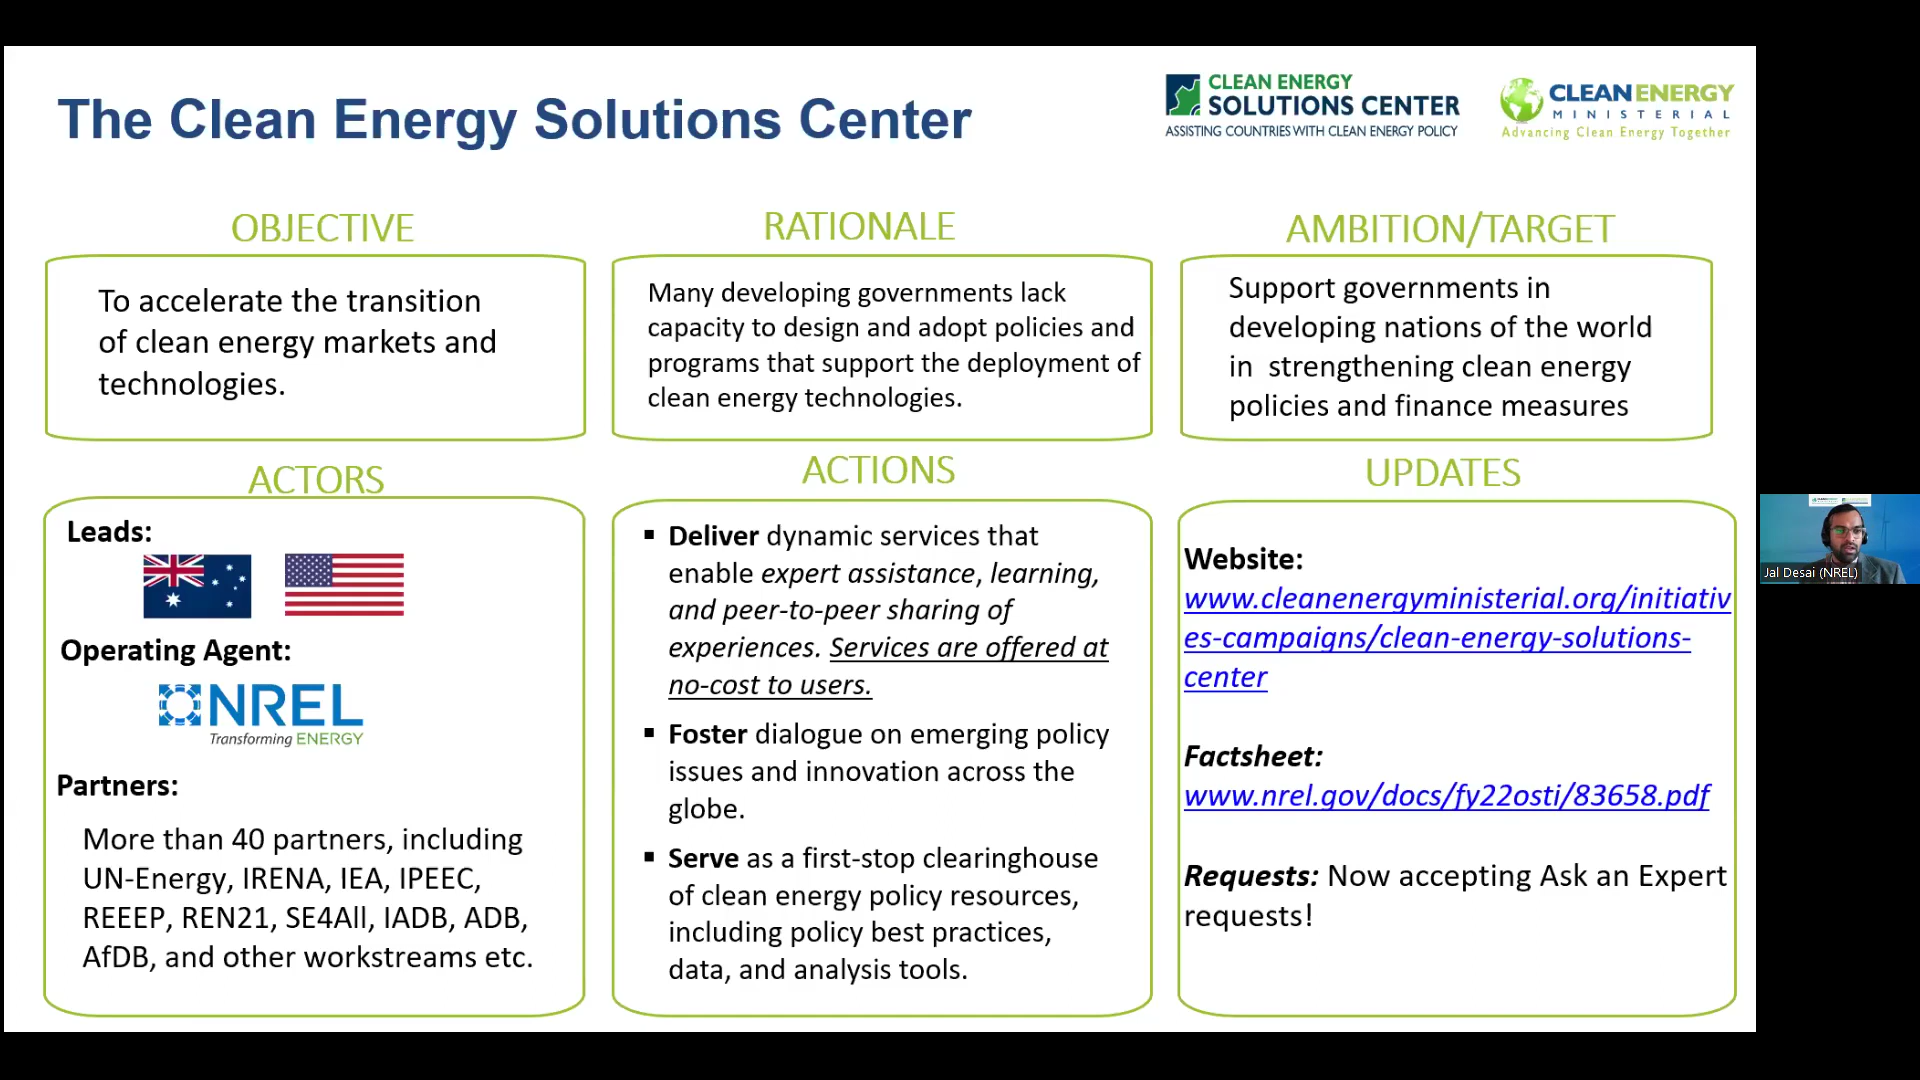 The Clean Energy Solutions Center
CLEAN ENERGY
SOLUTIONS CENTER
ASSISTING COUNTRIES WITH CLEAN ENERGY POLICY
CLEANENERGY
MINISTERIAL
Advancing Clean Energy Together
OBJECTIVE
To accelerate the transition
of clean energy markets and
technologies.
RATIONALE
Many developing governments lack
capacity to design and adopt policies and
programs that support the deployment of
clean energy technologies.
AMBITION/TARGET
Support governments in
developing nations of the world
in strengthening clean energy
policies and finance measures
ACTORS
Leads:
Operating Agent:
NREL
Transforming ENERGY
Partners:
More than 40 partners, including
UN-Energy, IRENA, IEA, IPEEC,
REEEP, REN21, SE4All, IADB, ADB,
AfDB, and other workstreams etc.
ACTIONS
▪ Deliver dynamic services that
enable expert assistance, learning,
and peer-to-peer sharing of
experiences. Services are offered at
no-cost to users.
▪ Foster dialogue on emerging policy
issues and innovation across the
globe.
▪ Serve as a first-stop clearinghouse
of clean energy policy resources,
including policy best practices,
data, and analysis tools.
UPDATES
Website:
www.cleanenergyministerial.org/initiativ
es-campaigns/clean-energy-solutions-
center
Factsheet:
www.nrel.gov/docs/fy22osti/83658.pdf
Requests: Now accepting Ask an Expert
requests!
Jal Desai (NREL)